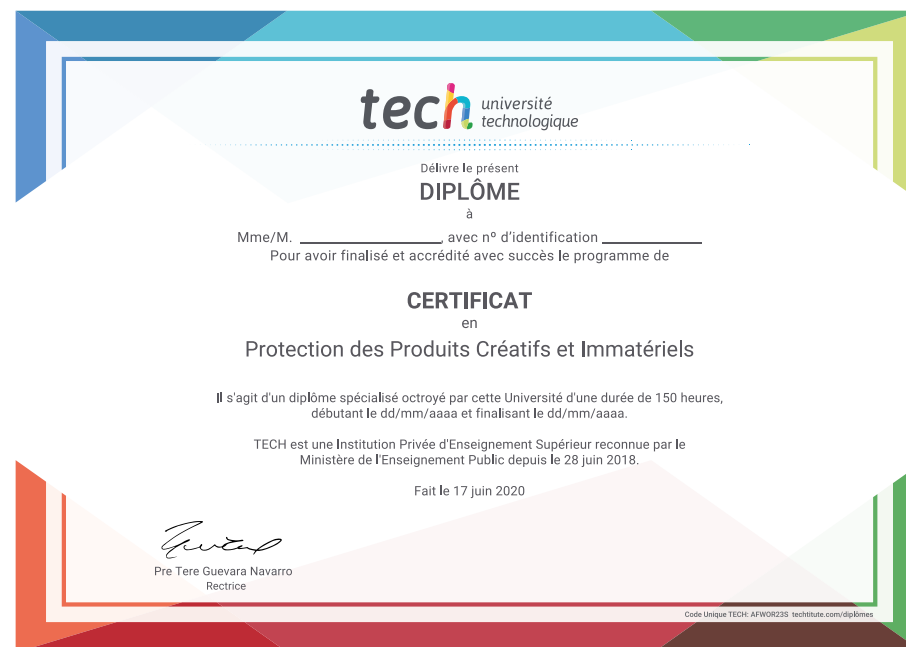 tech université
technologique
Délivre le présent
DIPLÔME
à
Mme/M. ____________________, avec nº d'identification ______________
Pour avoir finalisé et accrédité avec succès le programme de
CERTIFICAT
en
Protection des Produits Créatifs et Immatériels
Il s'agit d'un diplôme spécialisé octroyé par cette Université d'une durée de 150 heures,
débutant le dd/mm/aaaa et finalisant le dd/mm/aaaa.
TECH est une Institution Privée d'Enseignement Supérieur reconnue par le
Ministère de l'Enseignement Public depuis le 28 juin 2018.
Fait le 17 juin 2020
Pre Tere Guevara Navarro
Rectrice
Code Unique TECH: AFWOR23S techtitute.com/diplômes